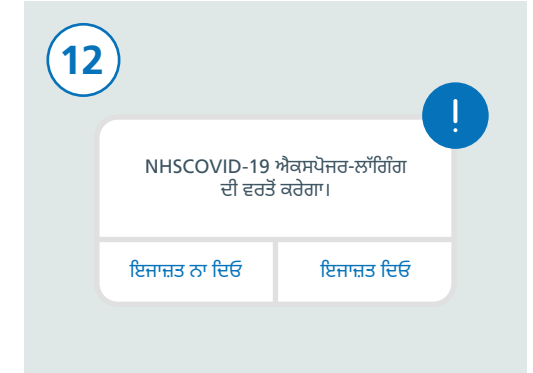 12
!
NHSCOVID-19 ਐਕਸਪੋਜਰ-ਲਾੱਗਿੰਗ
ਦੀ ਵਰਤੋਂ ਕਰੇਗਾ।
ਇਜਾਜ਼ਤ ਨਾ ਦਿਓ
ਇਜਾਜ਼ਤ ਦਿਓ